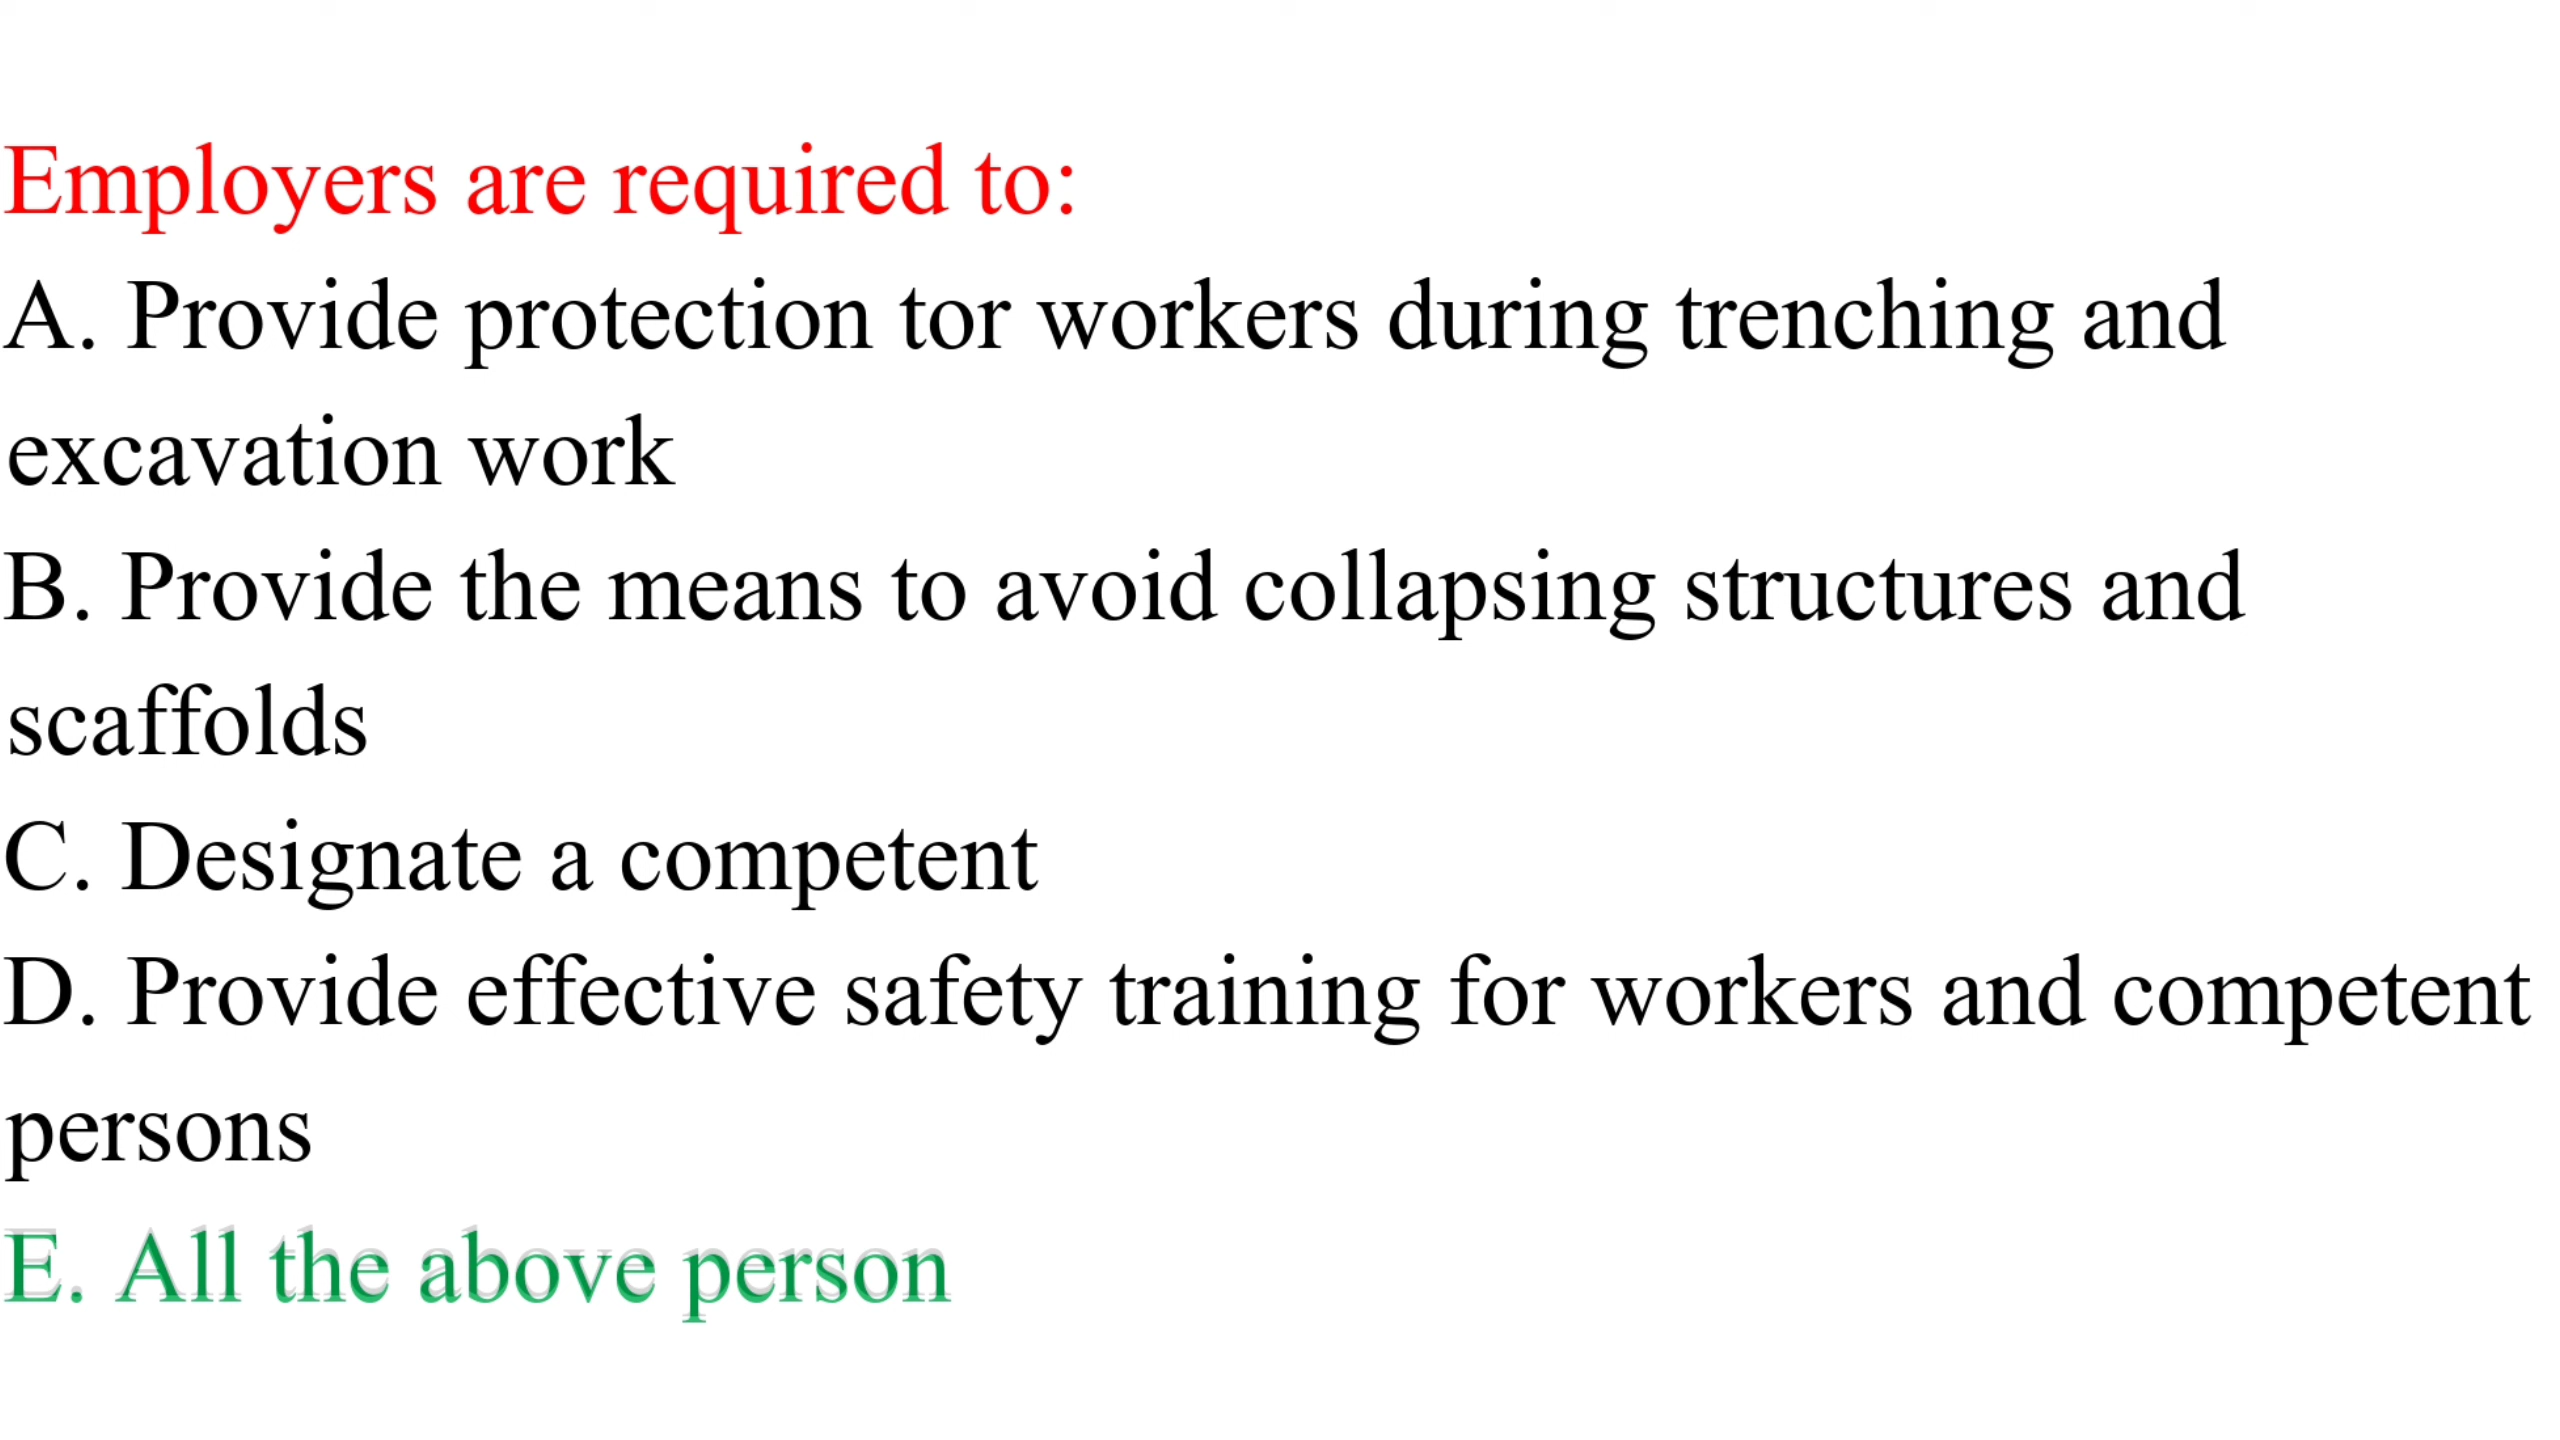 Employers are required to:
A. Provide protection tor workers during trenching and
excavation work
B. Provide the means to avoid collapsing structures and
scaffolds
C. Designate a competent
D. Provide effective safety training for workers and competent
persons
E. All the above person